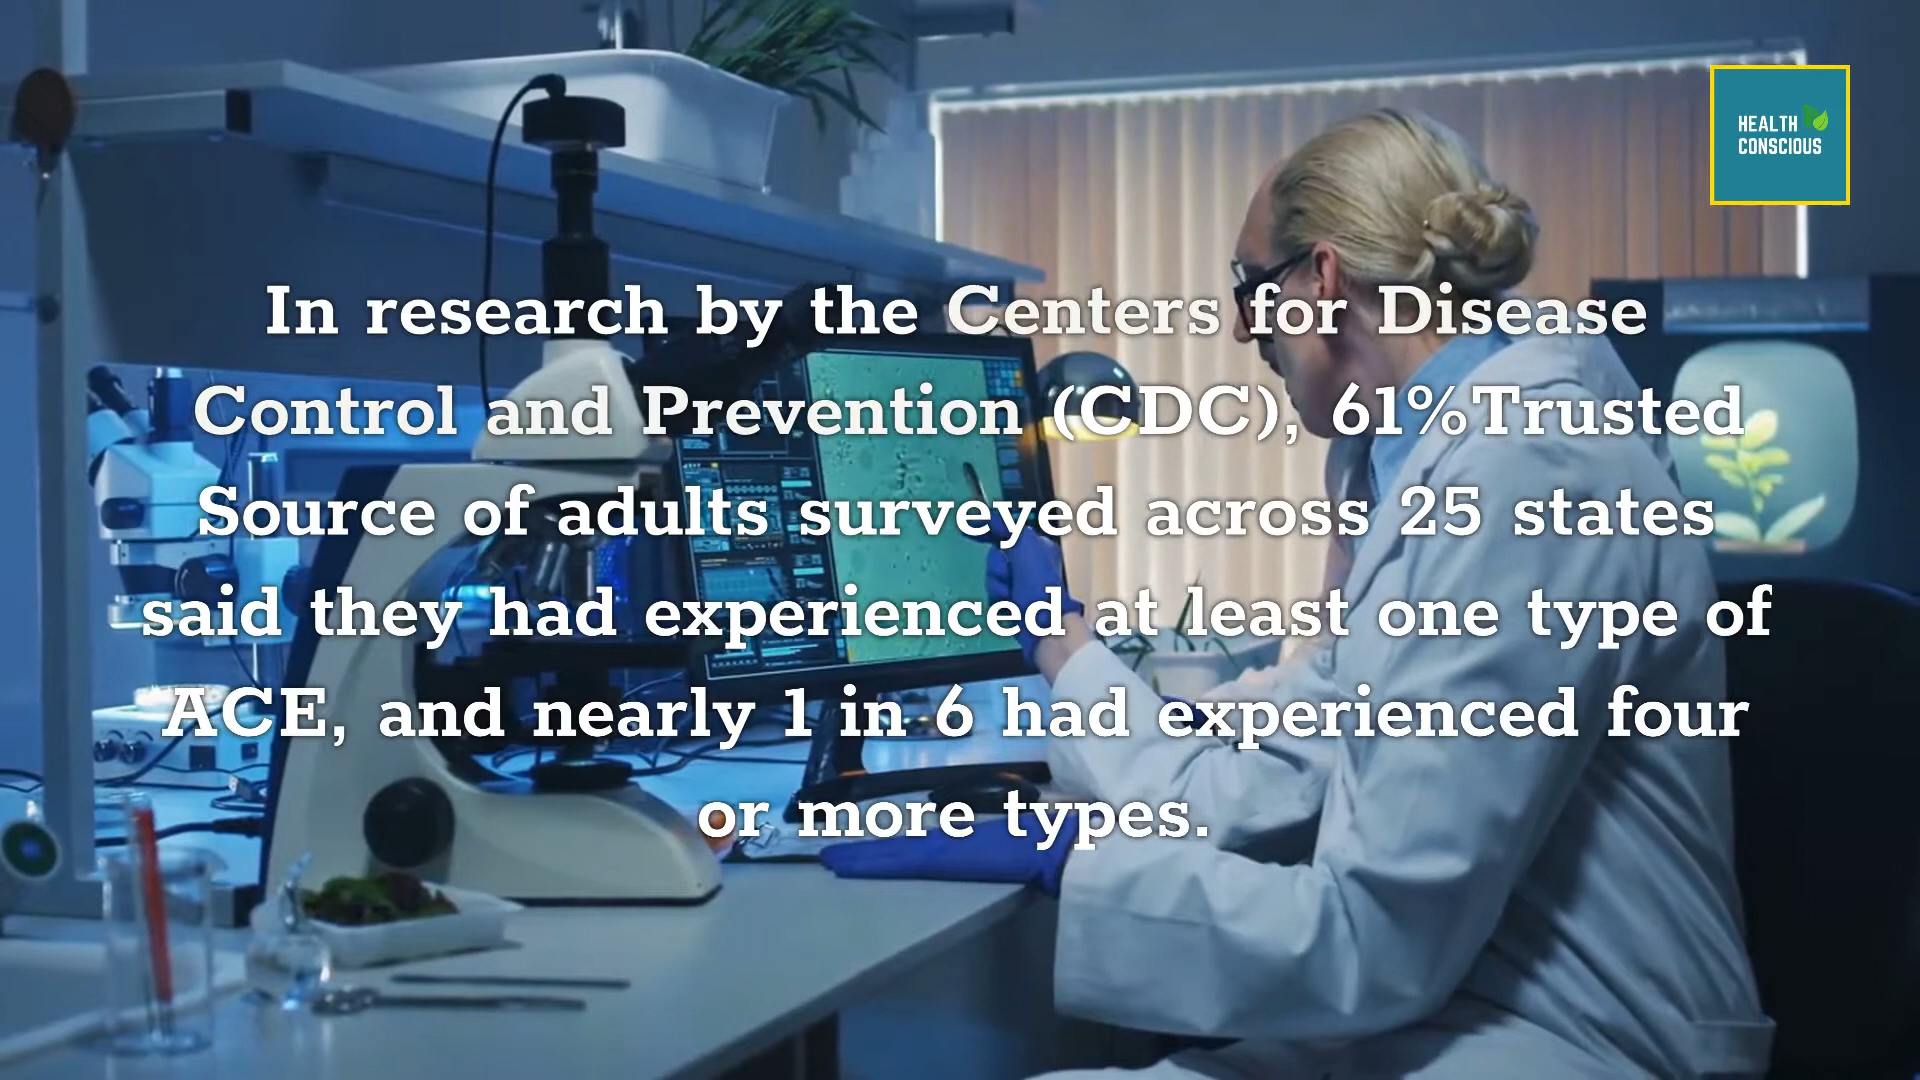 HEALTH
CONSCIOUS
In research by the Centers for Disease
Control and Prevention (CDC), 61%Trusted
Source of adults surveyed across 25 states
said they had experienced at least one type of
ACE, and nearly 1 in 6 had experienced four
or more types.